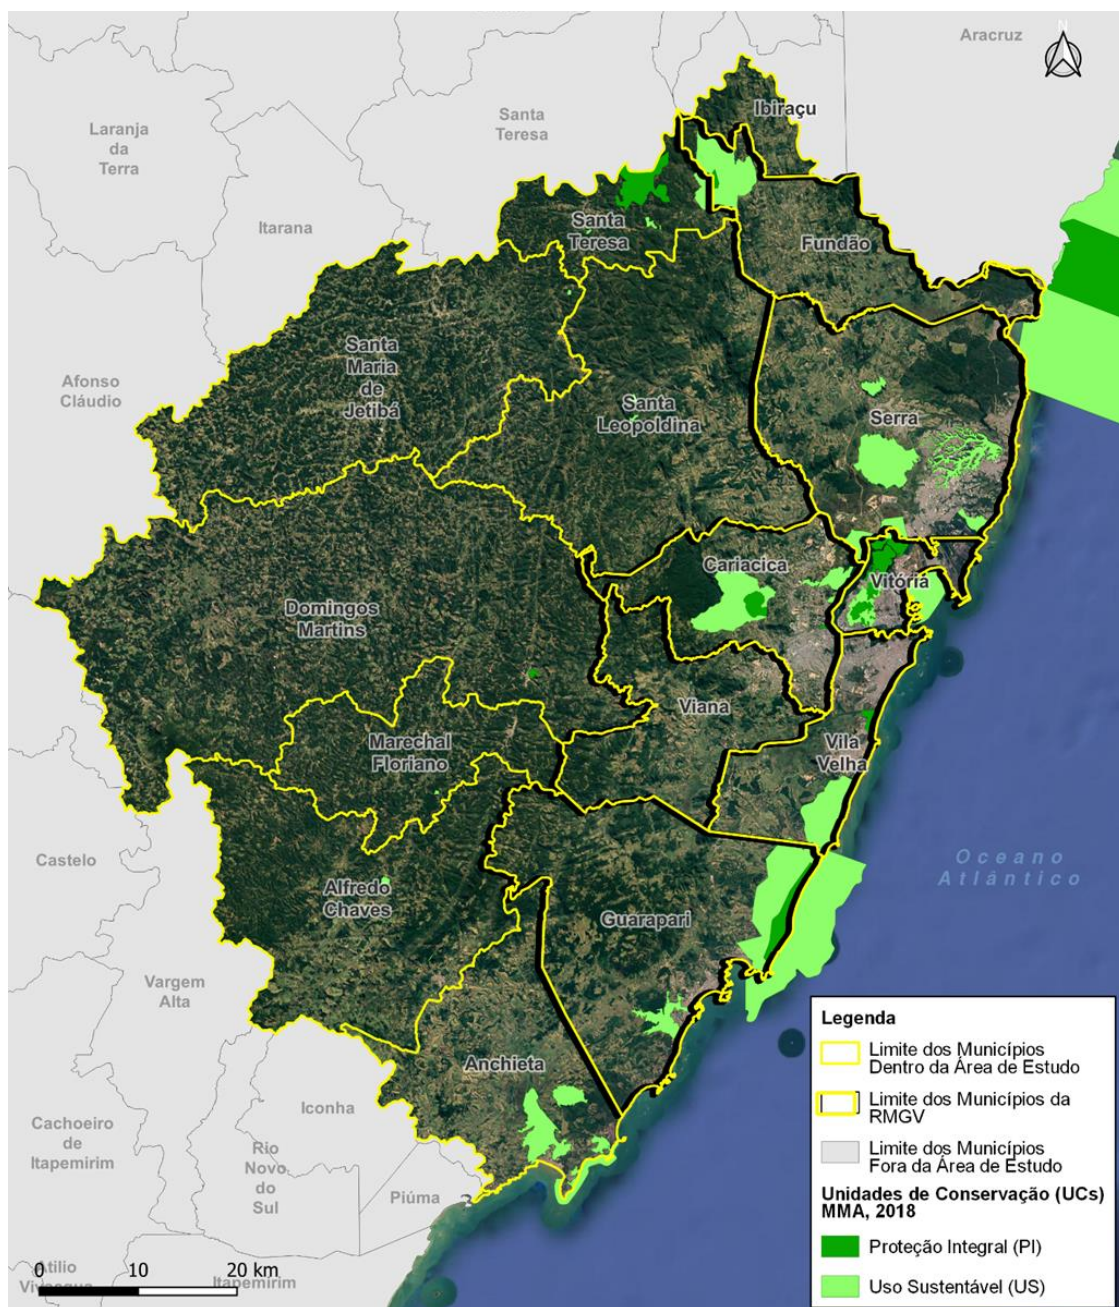 N
Aracruz
Ibiraçu
Santa
Teresa
Laranja
da
Terra
Itarana
Santa
Teresa
Fundão
Santa
Maria
de
Jetibá
Afonso
Cláudio
Santa
Leopoldina
Serra
Cariacica
Vitória
Domingos
Martins
Viana
Marechal
Floriano
Vila
Velha
Castelo
Oceano
Atlântico
Alfredo
Chaves
Guarapari
Vargem
Alta
Anchieta
Iconha
Cachoeiro
de
Itapemirim
Rio
Novo
do
Sul
Piúma
Itapemirim
Atilio
0 10 20 km
Legenda
Limite dos Municípios
Dentro da Área de Estudo
Limite dos Municípios da
RMGV
Limite dos Municípios
Fora da Área de Estudo
Unidades de Conservação (UCs)
MMA, 2018
Proteção Integral (PI)
Uso Sustentável (US)